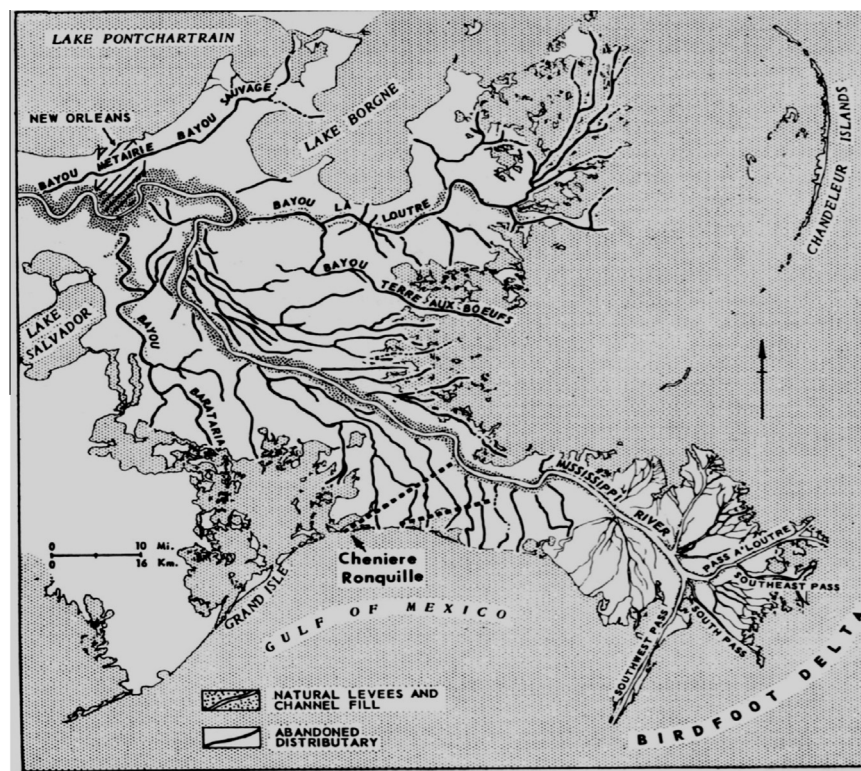 LAKE PONTCHARTRAIN
NEW ORLEANS
BAYOU METAIRIE BAYOU SAUVAGE
LAKE BORGNE
CHANDELEUR ISLANDS
BAYOU LA LOUTRE
BAYOU TERRE AUX BOEUFS
LAKE
SALVADOR
BAYOU BARATARIA
MISSISSIPPI RIVER
PASS A'LOUTRE
SOUTHEAST PASS
SOUTH PASS
SOUTHWEST PASS
0 10 Mi.
0 16 Km.
Cheniere
Ronquille
GRAND ISLE
GULF OF MEXICO
BIRDFOOT DELTA
NATURAL LEVEES AND
CHANNEL FILL
ABANDONED
DISTRIBUTARY